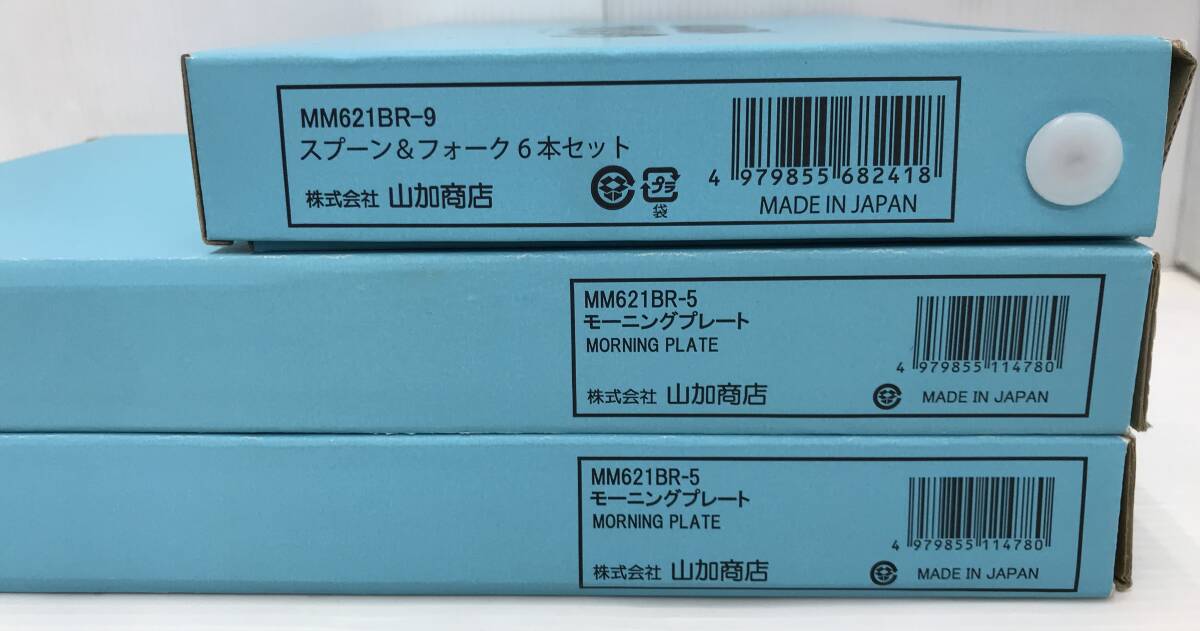 MM621BR-9
スプーン&フォーク6本セット
株式会社 山加商店
プラ
袋
4 979855 682418
MADE IN JAPAN
MM621BR-5
モーニングプレート
MORNING PLATE
株式会社 山加商店
4 979855 114780
MADE IN JAPAN
MM621BR-5
モーニングプレート
MORNING PLATE
株式会社 山加商店
4 979855 114780
MADE IN JAPAN